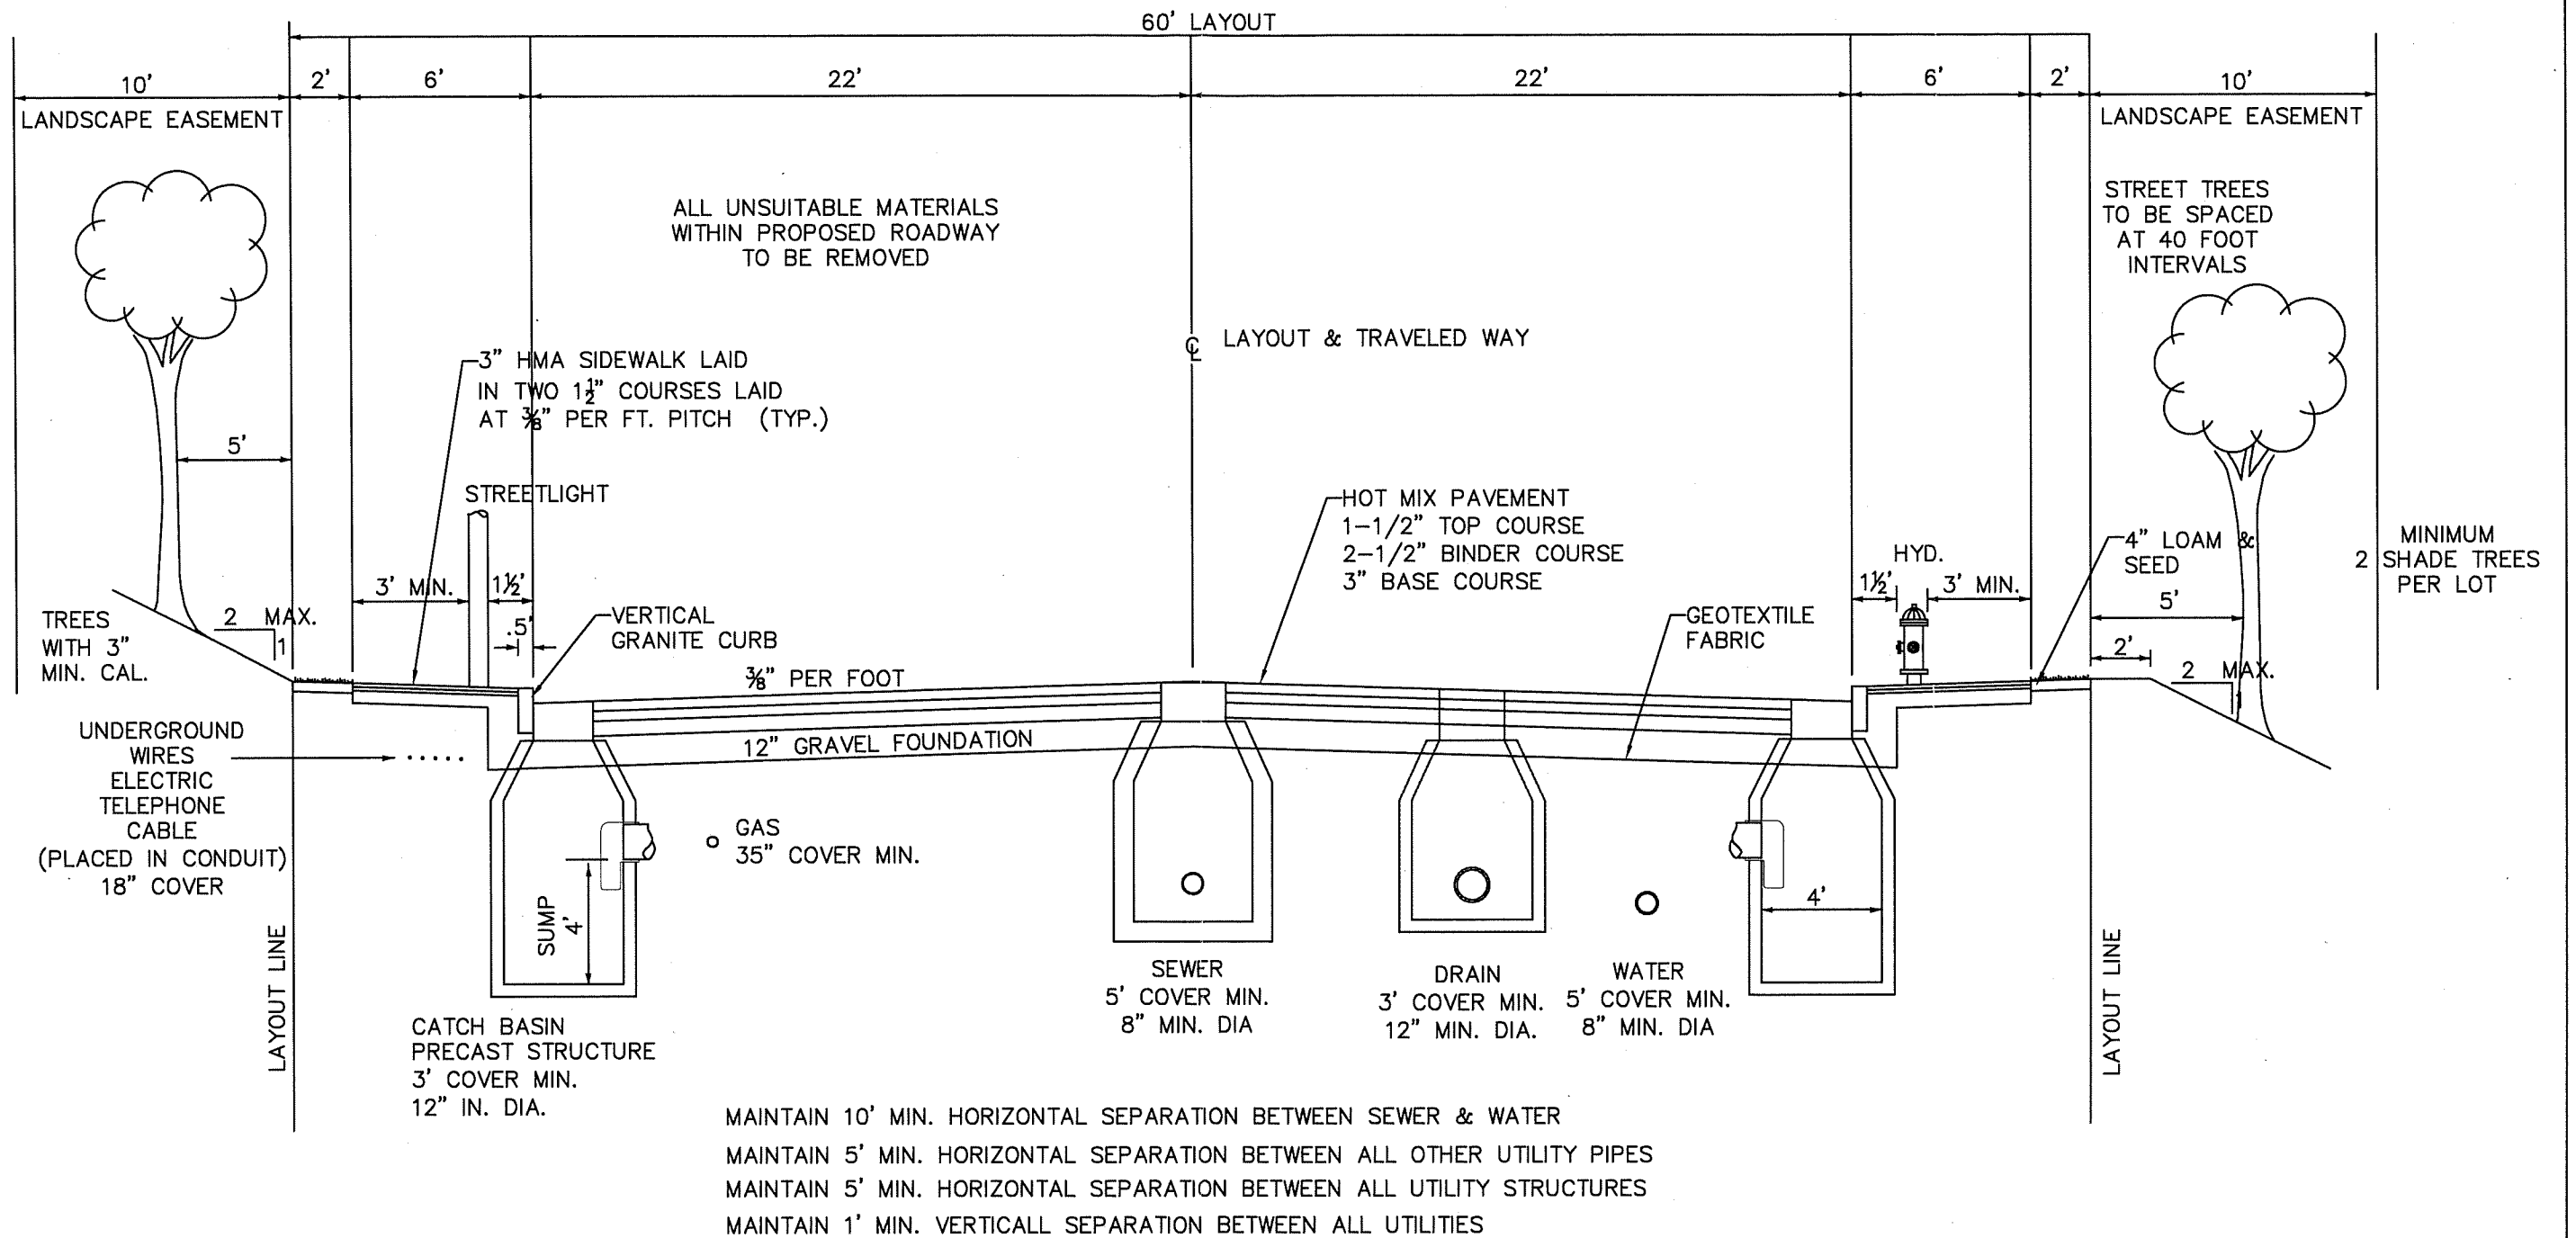 60' LAYOUT
10'
2'
6'
22'
22'
6'
2'
10'
LANDSCAPE EASEMENT
LANDSCAPE EASEMENT
ALL UNSUITABLE MATERIALS
WITHIN PROPOSED ROADWAY
TO BE REMOVED
STREET TREES
TO BE SPACED
AT 40 FOOT
INTERVALS
℄ LAYOUT & TRAVELED WAY
3" HMA SIDEWALK LAID
IN TWO 1½" COURSES LAID
AT ⅜" PER FT. PITCH (TYP.)
5'
STREETLIGHT
HOT MIX PAVEMENT
1-1/2" TOP COURSE
2-1/2" BINDER COURSE
3" BASE COURSE
HYD.
4" LOAM &
SEED
MINIMUM
2 SHADE TREES
PER LOT
3' MIN.
1½'
1½'
3' MIN.
5'
TREES
WITH 3"
MIN. CAL.
2 MAX.
1
.5'
VERTICAL
GRANITE CURB
GEOTEXTILE
FABRIC
2'
2 MAX.
1
⅜" PER FOOT
12" GRAVEL FOUNDATION
UNDERGROUND
WIRES
ELECTRIC
TELEPHONE
CABLE
(PLACED IN CONDUIT)
18" COVER
GAS
35" COVER MIN.
SUMP
4'
4'
LAYOUT LINE
LAYOUT LINE
SEWER
5' COVER MIN.
8" MIN. DIA
DRAIN
3' COVER MIN.
12" MIN. DIA.
WATER
5' COVER MIN.
8" MIN. DIA
CATCH BASIN
PRECAST STRUCTURE
3' COVER MIN.
12" IN. DIA.
MAINTAIN 10' MIN. HORIZONTAL SEPARATION BETWEEN SEWER & WATER
MAINTAIN 5' MIN. HORIZONTAL SEPARATION BETWEEN ALL OTHER UTILITY PIPES
MAINTAIN 5' MIN. HORIZONTAL SEPARATION BETWEEN ALL UTILITY STRUCTURES
MAINTAIN 1' MIN. VERTICALL SEPARATION BETWEEN ALL UTILITIES